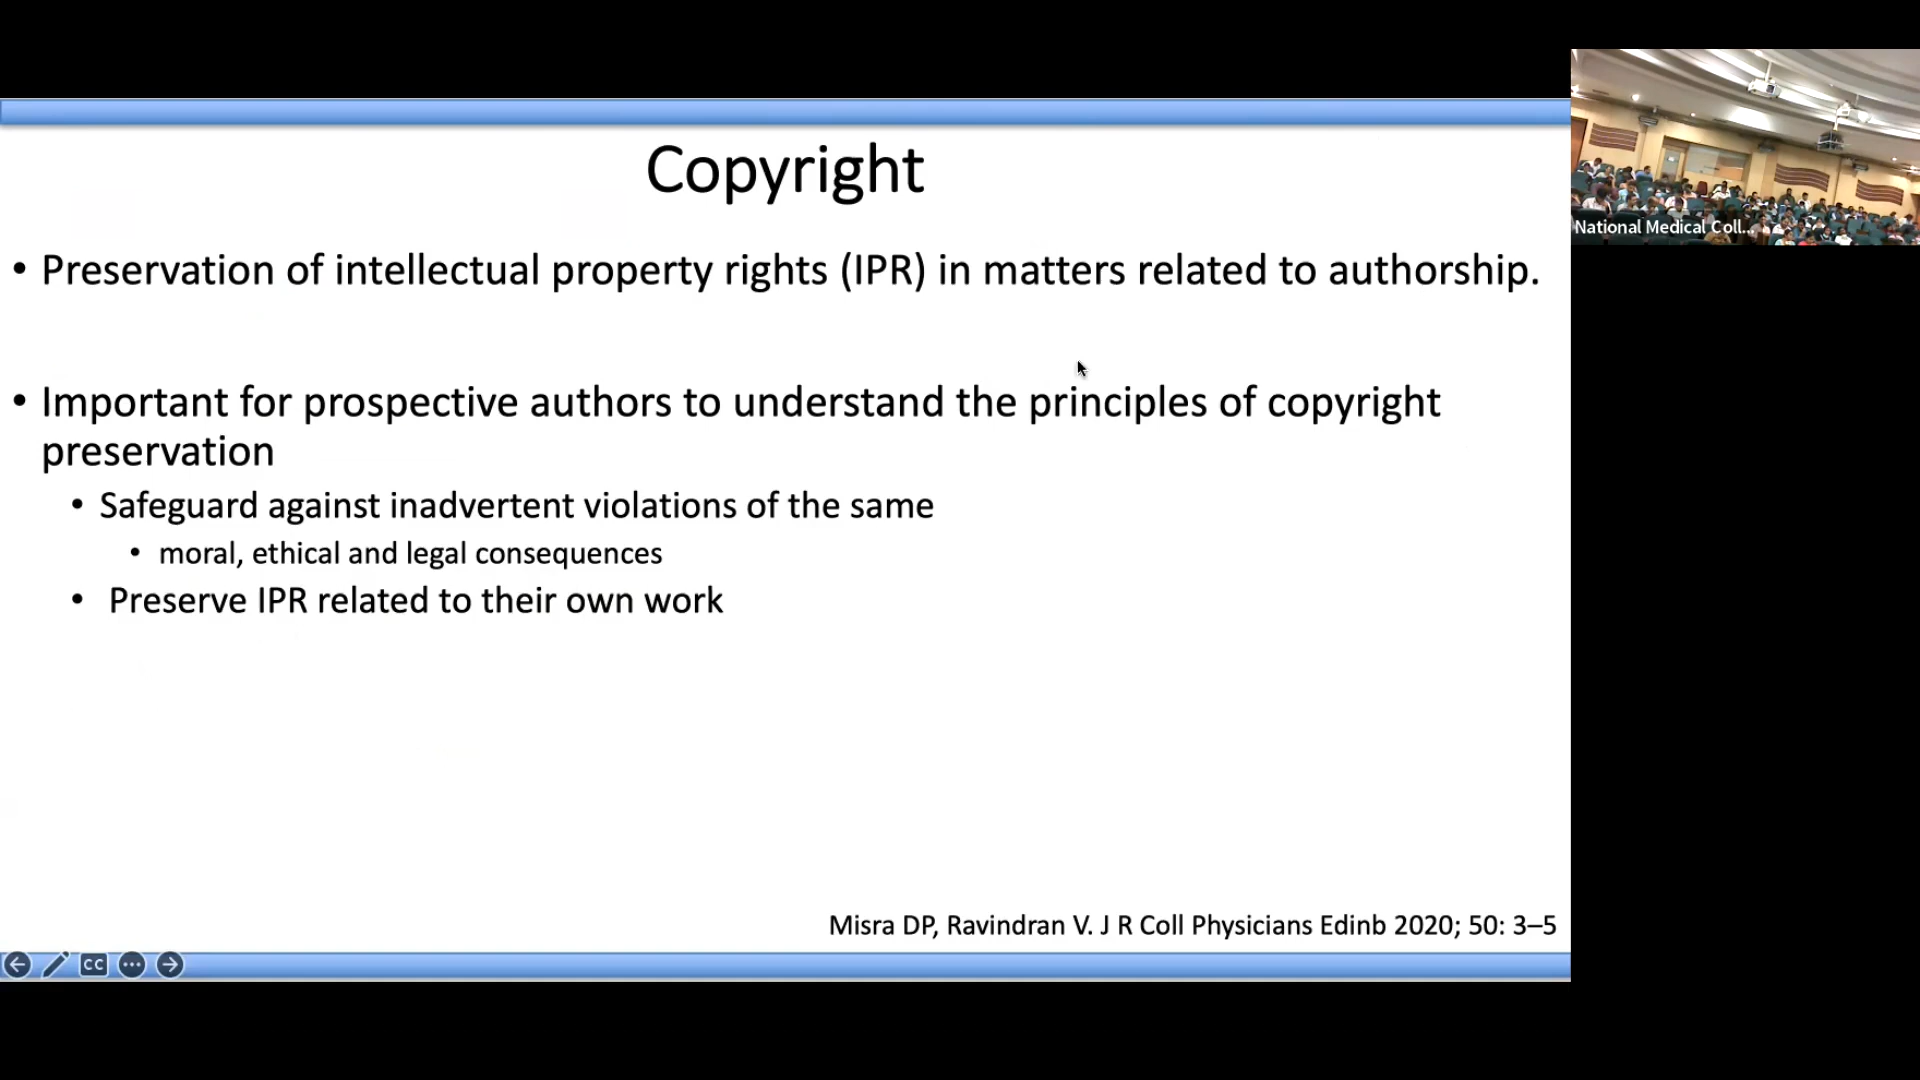 Copyright
• Preservation of intellectual property rights (IPR) in matters related to authorship.
• Important for prospective authors to understand the principles of copyright
preservation
• Safeguard against inadvertent violations of the same
• moral, ethical and legal consequences
• Preserve IPR related to their own work
Misra DP, Ravindran V. J R Coll Physicians Edinb 2020; 50: 3–5
CC
National Medical Coll...